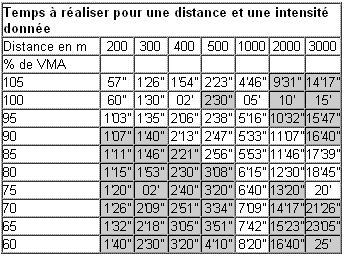 Temps à réaliser pour une distance et une intensité
donnée
Distance en m 200 300 400 500 1000 2000 3000
% de VMA
105 57" 1'26" 1'54" 2'23" 4'46" 9'31" 14'17"
100 60" 1'30" 02' 2'30" 05' 10' 15'
95 1'03" 1'35" 2'06" 2'38" 5'16" 10'32" 15'47"
90 1'07" 1'40" 2'13" 2'47" 5'33" 11'07" 16'40"
85 1'11" 1'46" 2'21" 2'56" 5'53" 11'46" 17'39"
80 1'15" 1'53" 2'30" 3'08" 6'15" 12'30" 18'45"
75 1'20" 02' 2'40" 3'20" 6'40" 13'20" 20'
70 1'26" 2'09" 2'51" 3'34" 7'09" 14'17" 21'26"
65 1'32" 2'18" 3'05" 3'51" 7'42" 15'23" 23'05"
60 1'40" 2'30" 3'20" 4'10" 8'20" 16'40" 25'